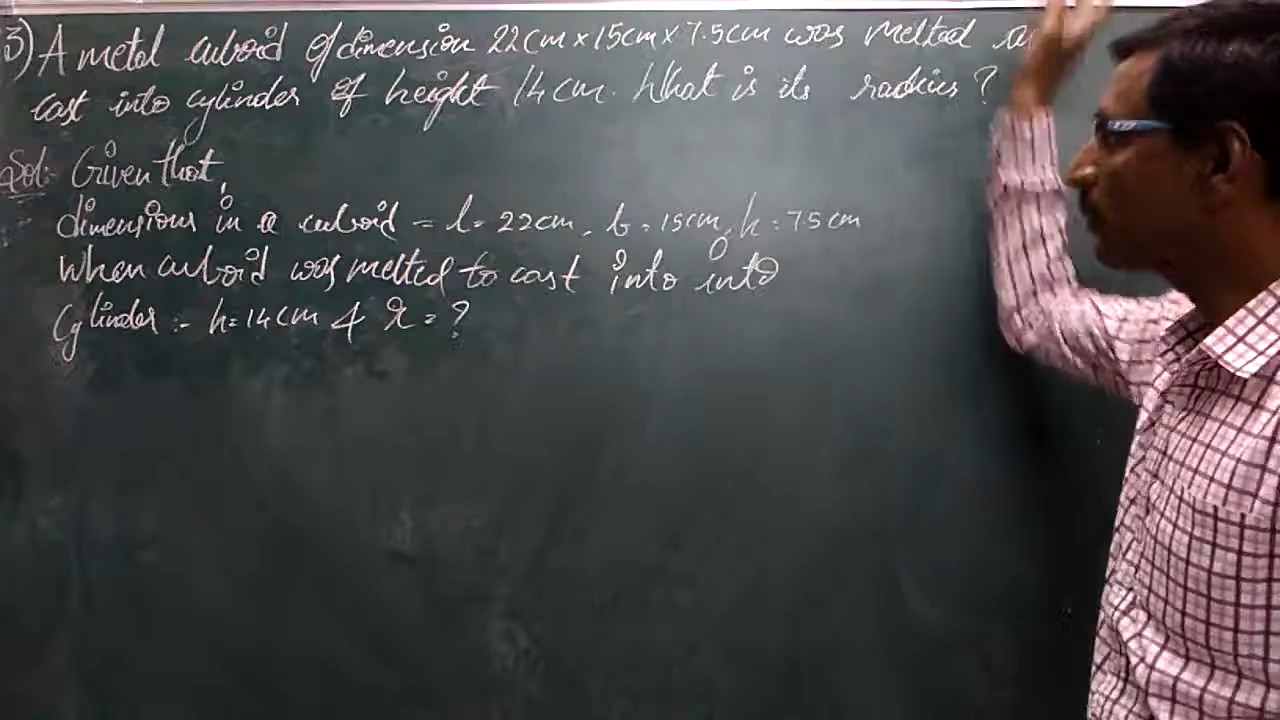 3) A metal cuboid of dimension 22cm × 15cm × 7.5cm was melted
cast into cylinder of height 14cm. What is its radius?
Sol:- Given that,
dimensions in a cuboid = l = 22cm, b = 15cm, h = 7.5cm
When cuboid was melted to cast into into
Cylinder :- h = 14cm & r = ?